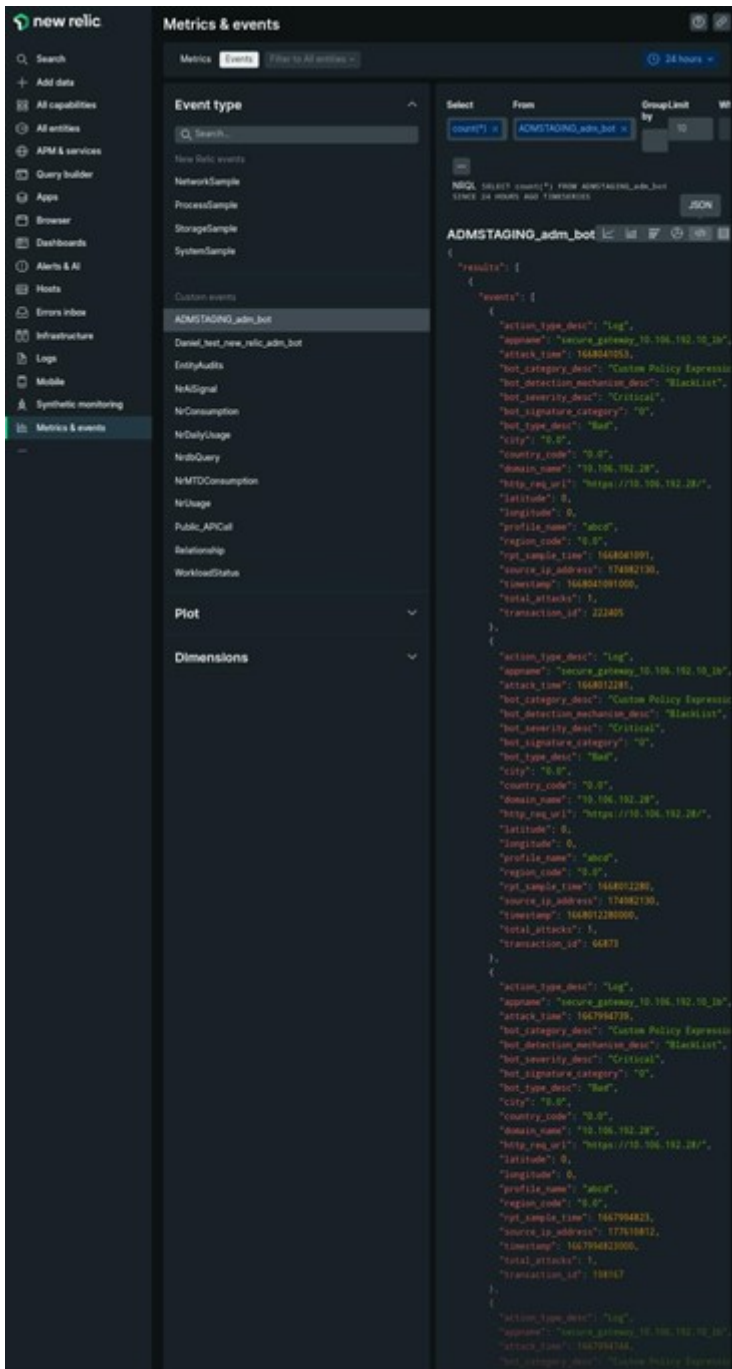 new relic
Search
Add data
All capabilities
All entities
APM & services
Query builder
Apps
Browser
Dashboards
Alerts & AI
Hosts
Errors inbox
Infrastructure
Logs
Mobile
Synthetic monitoring
Metrics & events
Metrics & events
Metrics Events Filter to All entities
24 hours
Event type
Search...
New Relic events
NetworkSample
ProcessSample
StorageSample
SystemSample
Custom events
ADMSTAGING_adm_bot
Daniel_test_new_relic_adm_bot
EntityAudits
NrAiSignal
NrConsumption
NrDailyUsage
NrdbQuery
NrMTDConsumption
NrUsage
Public_APICall
Relationship
WorkloadStatus
Plot
Dimensions
Select From Group by Limit
count(*) × ADMSTAGING_adm_bot × 10
NRQL SELECT count(*) FROM ADMSTAGING_adm_bot
SINCE 24 HOURS AGO TIMESERIES
JSON
ADMSTAGING_adm_bot
{
"results": [
{
"events": [
{
"action_type_desc": "Log",
"appname": "secure_gateway_10.106.192.10_lb",
"attack_time": 1668041053,
"bot_category_desc": "Custom Policy Expressio
"bot_detection_mechanism_desc": "BlackList",
"bot_severity_desc": "Critical",
"bot_signature_category": "0",
"bot_type_desc": "Bad",
"city": "0.0",
"country_code": "0.0",
"domain_name": "10.106.192.28",
"http_req_url": "https://10.106.192.28/",
"latitude": 0,
"longitude": 0,
"profile_name": "abcd",
"region_code": "0.0",
"rpt_sample_time": 1668041091,
"source_ip_address": 174982130,
"timestamp": 1668041091000,
"total_attacks": 1,
"transaction_id": 222405
},
{
"action_type_desc": "Log",
"appname": "secure_gateway_10.106.192.10_lb",
"attack_time": 1668012281,
"bot_category_desc": "Custom Policy Expressio
"bot_detection_mechanism_desc": "BlackList",
"bot_severity_desc": "Critical",
"bot_signature_category": "0",
"bot_type_desc": "Bad",
"city": "0.0",
"country_code": "0.0",
"domain_name": "10.106.192.28",
"http_req_url": "https://10.106.192.28/",
"latitude": 0,
"longitude": 0,
"profile_name": "abcd",
"region_code": "0.0",
"rpt_sample_time": 1668012280,
"source_ip_address": 174982130,
"timestamp": 1668012280000,
"total_attacks": 1,
"transaction_id": 66873
},
{
"action_type_desc": "Log",
"appname": "secure_gateway_10.106.192.10_lb",
"attack_time": 1667994739,
"bot_category_desc": "Custom Policy Expressio
"bot_detection_mechanism_desc": "BlackList",
"bot_severity_desc": "Critical",
"bot_signature_category": "0",
"bot_type_desc": "Bad",
"city": "0.0",
"country_code": "0.0",
"domain_name": "10.106.192.28",
"http_req_url": "https://10.106.192.28/",
"latitude": 0,
"longitude": 0,
"profile_name": "abcd",
"region_code": "0.0",
"rpt_sample_time": 1667994823,
"source_ip_address": 177610812,
"timestamp": 1667994823000,
"total_attacks": 1,
"transaction_id": 198167
},
{
"action_type_desc": "Log",
"appname": "secure_gateway_10.106.192.10_lb",
"attack_time":
"bot_category_desc": "Custom Policy Expressio